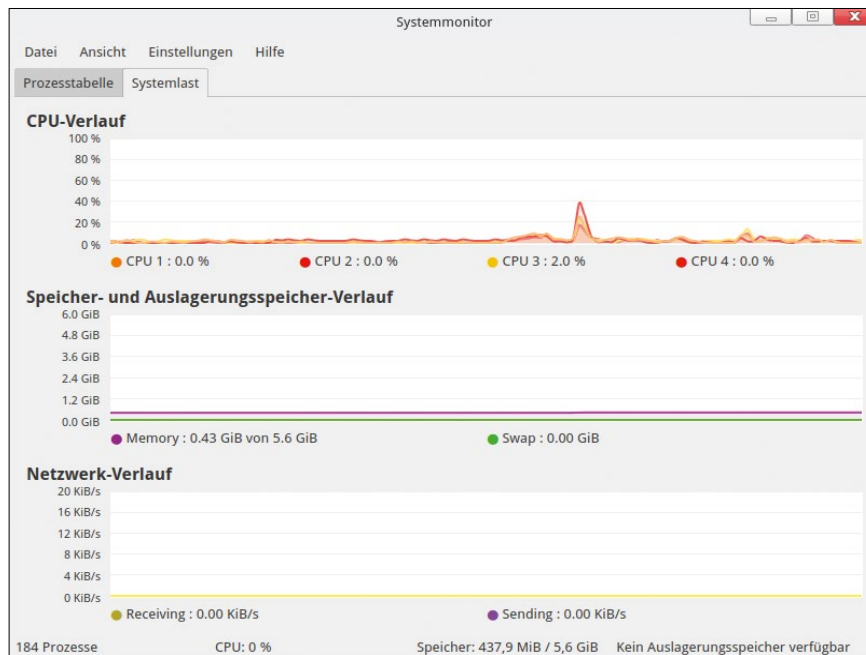 Systemmonitor
Datei Ansicht Einstellungen Hilfe
Prozesstabelle Systemlast
CPU-Verlauf
100 %
80 %
60 %
40 %
20 %
0 %
CPU 1 : 0.0 % CPU 2 : 0.0 % CPU 3 : 2.0 % CPU 4 : 0.0 %
Speicher- und Auslagerungsspeicher-Verlauf
6.0 GiB
4.8 GiB
3.6 GiB
2.4 GiB
1.2 GiB
0.0 GiB
Memory : 0.43 GiB von 5.6 GiB Swap : 0.00 GiB
Netzwerk-Verlauf
20 KiB/s
16 KiB/s
12 KiB/s
8 KiB/s
4 KiB/s
0 KiB/s
Receiving : 0.00 KiB/s Sending : 0.00 KiB/s
184 Prozesse CPU: 0 % Speicher: 437,9 MiB / 5,6 GiB Kein Auslagerungsspeicher verfügbar